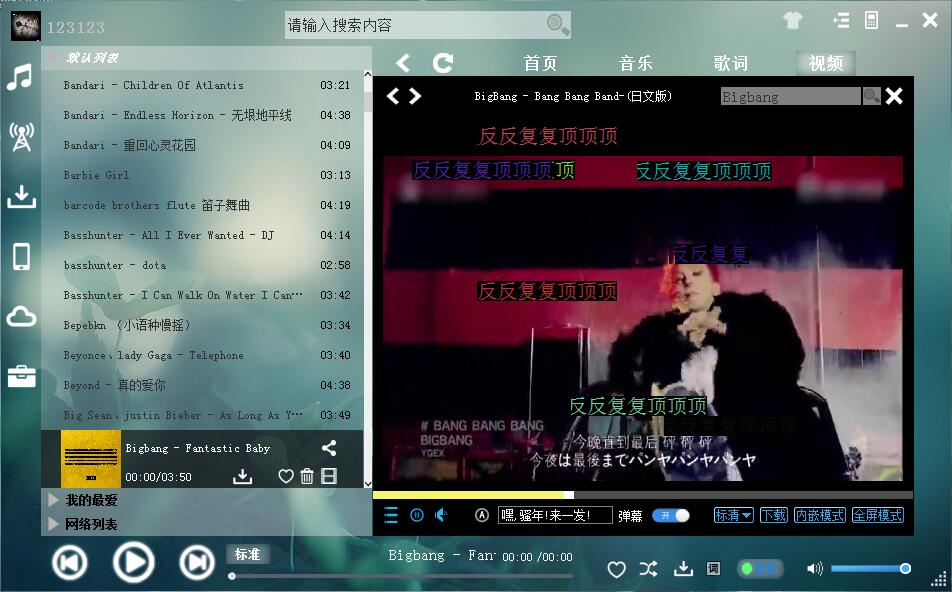 123123
请输入搜索内容
默认列表
首页 音乐 歌词 视频
Bandari - Children Of Atlantis 03:21
Bandari - Endless Horizon - 无垠地平线 04:38
Bandari - 重回心灵花园 04:09
Barbie Girl 03:13
barcode brothers flute 笛子舞曲 04:19
Basshunter - All I Ever Wanted - DJ 04:14
basshunter - dota 02:58
Basshunter - I Can Walk On Water I Can… 03:42
Bepebkn （小语种慢摇） 03:34
Beyonce、lady Gaga - Telephone 03:40
Beyond - 真的爱你 04:38
Big Sean、justin Bieber - As Long As Y… 03:49
Bigbang - Fantastic Baby
00:00/03:50
我的最爱
网络列表
BigBang - Bang Bang Band-(日文版)
Bigbang
反反复复顶顶顶
反反复复顶顶顶顶
反反复复顶顶顶
反反复复
反反复复顶顶顶
反反复复顶顶顶
# BANG BANG BANG
BIGBANG
YGEX
今晚直到最后 砰 砰 砰
今夜は最後までパンヤパンヤパンヤ
A
嘿,骚年!来一发!
弹幕
开
标清
下载
内嵌模式
全屏模式
标准
Bigbang - Fan
00:00 /00:00
词